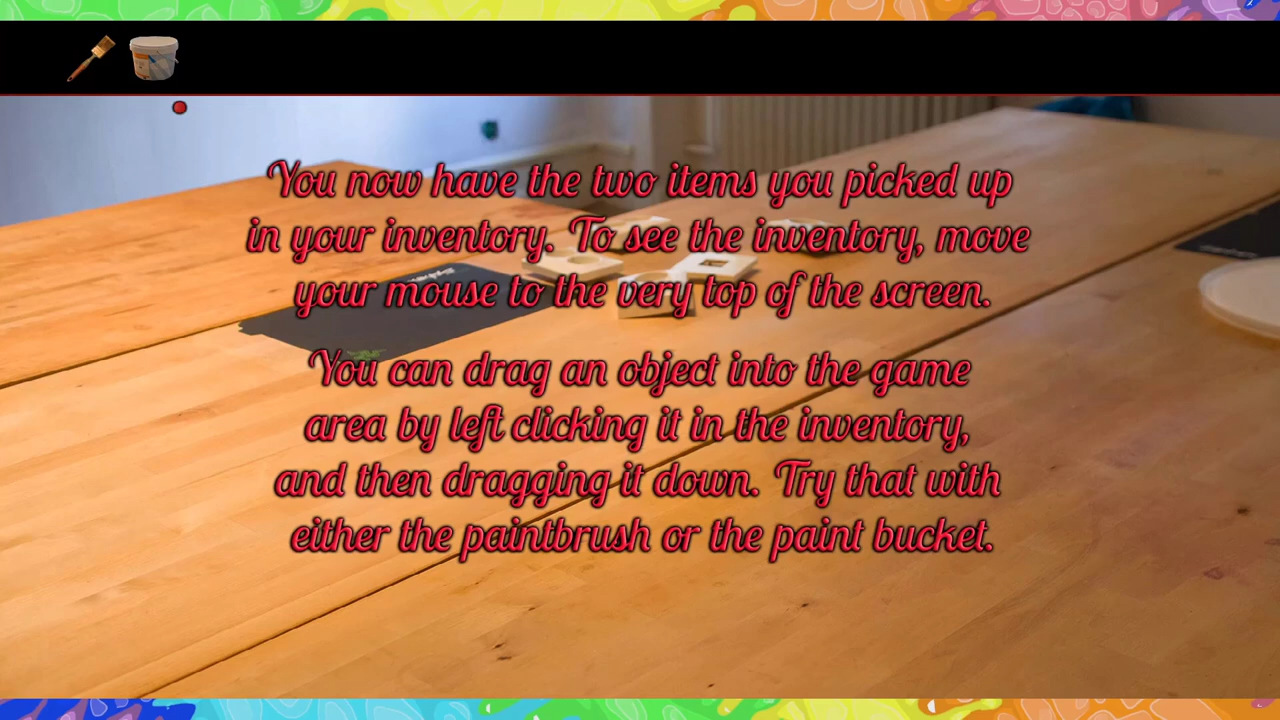 You now have the two items you picked up
in your inventory. To see the inventory, move
your mouse to the very top of the screen.
You can drag an object into the game
area by left clicking it in the inventory,
and then dragging it down. Try that with
either the paintbrush or the paint bucket.